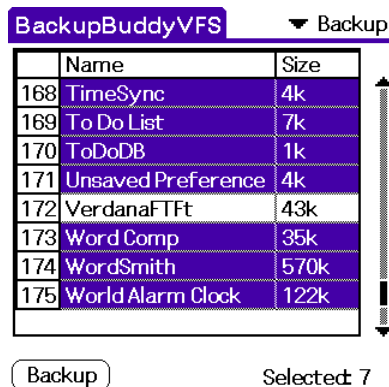 BackupBuddyVFS Backup
Name Size
168 TimeSync 4k
169 To Do List 7k
170 ToDoDB 1k
171 Unsaved Preference 4k
172 VerdanaFTFt 43k
173 Word Comp 35k
174 WordSmith 570k
175 World Alarm Clock 122k
Backup Selected: 7